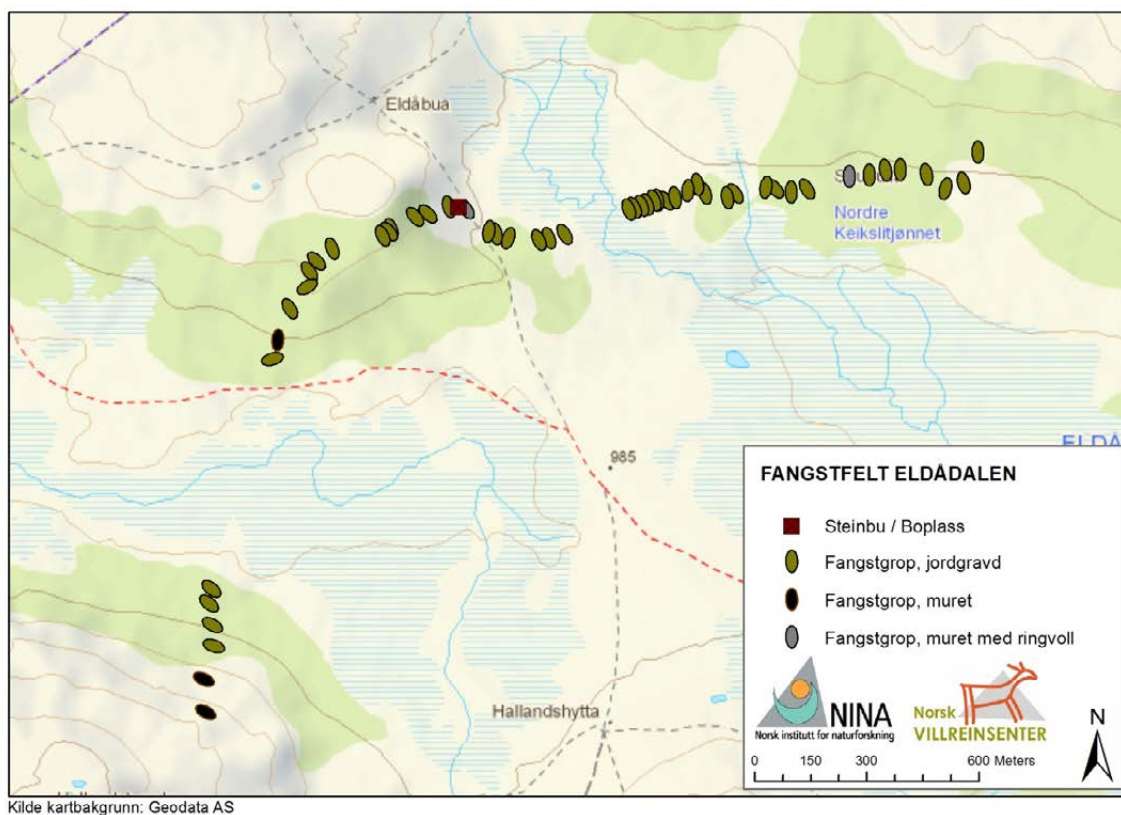 Eldåbua
Nordre
Keikslitjønnet
985
Hallandshytta
FANGSTFELT ELDÅDALEN
Steinbu / Boplass
Fangstgrop, jordgravd
Fangstgrop, muret
Fangstgrop, muret med ringvoll
NINA
Norsk institutt for naturforskning
Norsk
VILLREINSENTER
N
0 150 300 600 Meters
Kilde kartbakgrunn: Geodata AS